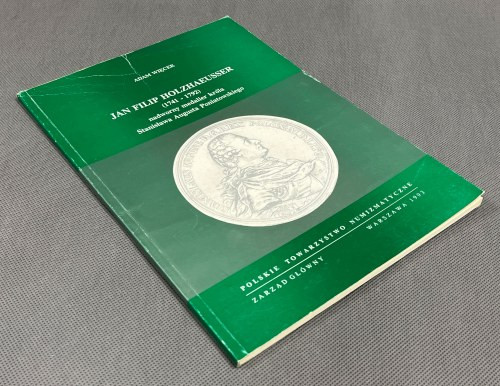 ADAM WIĘCEK
JAN FILIP HOLZHAEUSSER
(1741 - 1792)
nadworny medalier króla
Stanisława Augusta Poniatowskiego
POLSKIE TOWARZYSTWO NUMIZMATYCZNE
ZARZĄD GŁÓWNY WARSZAWA 1993